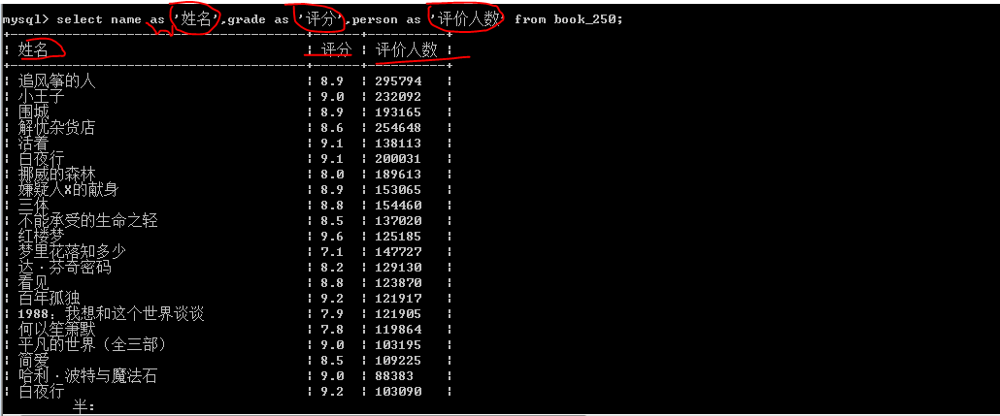 mysql> select name as '姓名',grade as '评分',person as '评价人数' from book_250;
姓名 评分 评价人数
追风筝的人 8.9 295794
小王子 9.0 232092
围城 8.9 193165
解忧杂货店 8.6 254648
活着 9.1 138113
白夜行 9.1 200031
挪威的森林 8.0 189613
嫌疑人X的献身 8.9 153065
三体 8.8 154460
不能承受的生命之轻 8.5 137020
红楼梦 9.6 125185
梦里花落知多少 7.1 147727
达·芬奇密码 8.2 129130
看见 8.8 123870
百年孤独 9.2 121917
1988：我想和这个世界谈谈 7.9 121905
何以笙箫默 7.8 119864
平凡的世界（全三部） 9.0 103195
简爱 8.5 109225
哈利·波特与魔法石 9.0 88383
白夜行 9.2 103090
半：